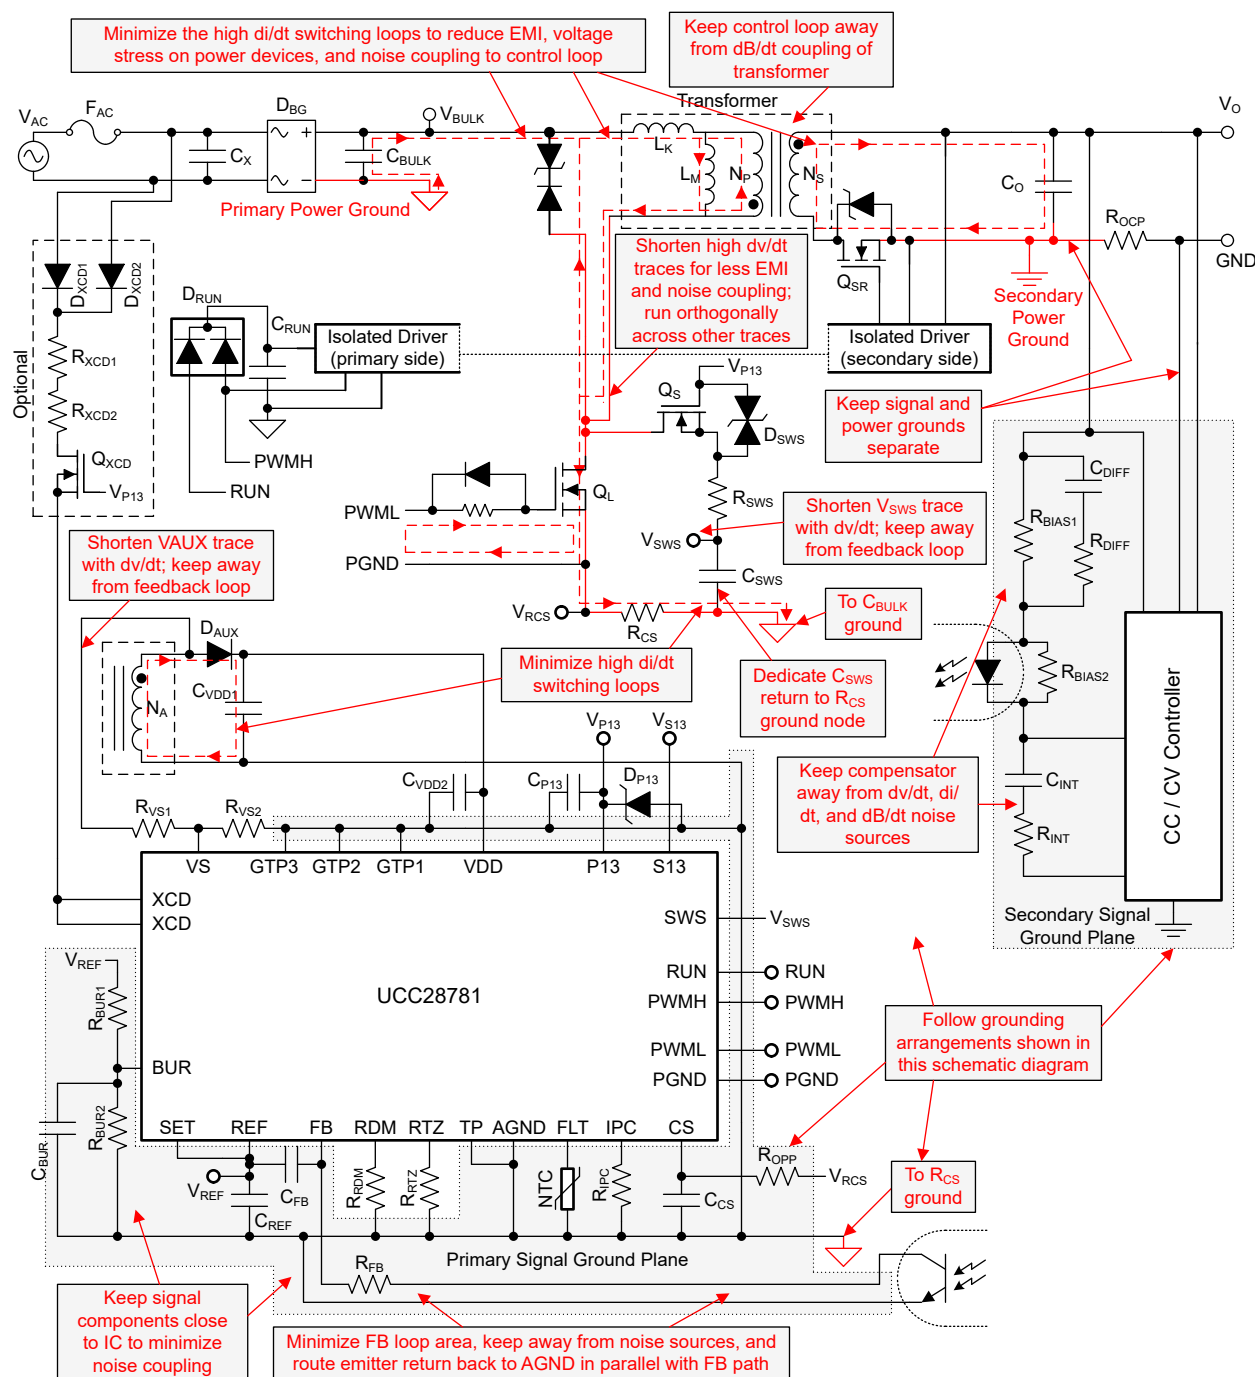 Minimize the high di/dt switching loops to reduce EMI, voltage
stress on power devices, and noise coupling to control loop
Keep control loop away
from dB/dt coupling of
transformer
Transformer
VAC
FAC
DBG
VBULK
VO
CX
CBULK
LK
LM
NP
NS
CO
Primary Power Ground
ROCP
GND
QSR
Secondary
Power
Ground
Shorten high dv/dt
traces for less EMI
and noise coupling;
run orthogonally
across other traces
DXCD1
DXCD2
DRUN
CRUN
Isolated Driver
(primary side)
Isolated Driver
(secondary side)
RXCD1
RXCD2
Optional
QXCD
VP13
PWMH
RUN
VP13
QS
DSWS
Keep signal and
power grounds
separate
QL
PWML
PGND
RSWS
VSWS
Shorten VSWS trace
with dv/dt; keep away
from feedback loop
CSWS
CDIFF
RBIAS1
RDIFF
Shorten VAUX trace
with dv/dt; keep away
from feedback loop
VRCS
RCS
To CBULK
ground
DAUX
CVDD1
NA
Minimize high di/dt
switching loops
Dedicate CSWS
return to RCS
ground node
RBIAS2
CC / CV Controller
VP13
VS13
CVDD2
CP13
DP13
Keep compensator
away from dv/dt, di/
dt, and dB/dt noise
sources
CINT
RINT
RVS1
RVS2
VS
GTP3
GTP2
GTP1
VDD
P13
S13
XCD
XCD
SWS
VSWS
Secondary Signal
Ground Plane
VREF
RBUR1
UCC28781
RUN
RUN
PWMH
PWMH
Follow grounding
arrangements shown in
this schematic diagram
BUR
PWML
PWML
PGND
PGND
RBUR2
CBUR
SET
REF
FB
RDM
RTZ
TP
AGND
FLT
IPC
CS
VREF
CFB
CREF
RRDM
RRTZ
NTC
RIPC
CCS
ROPP
VRCS
To RCS
ground
Primary Signal Ground Plane
RFB
Keep signal
components close
to IC to minimize
noise coupling
Minimize FB loop area, keep away from noise sources, and
route emitter return back to AGND in parallel with FB path